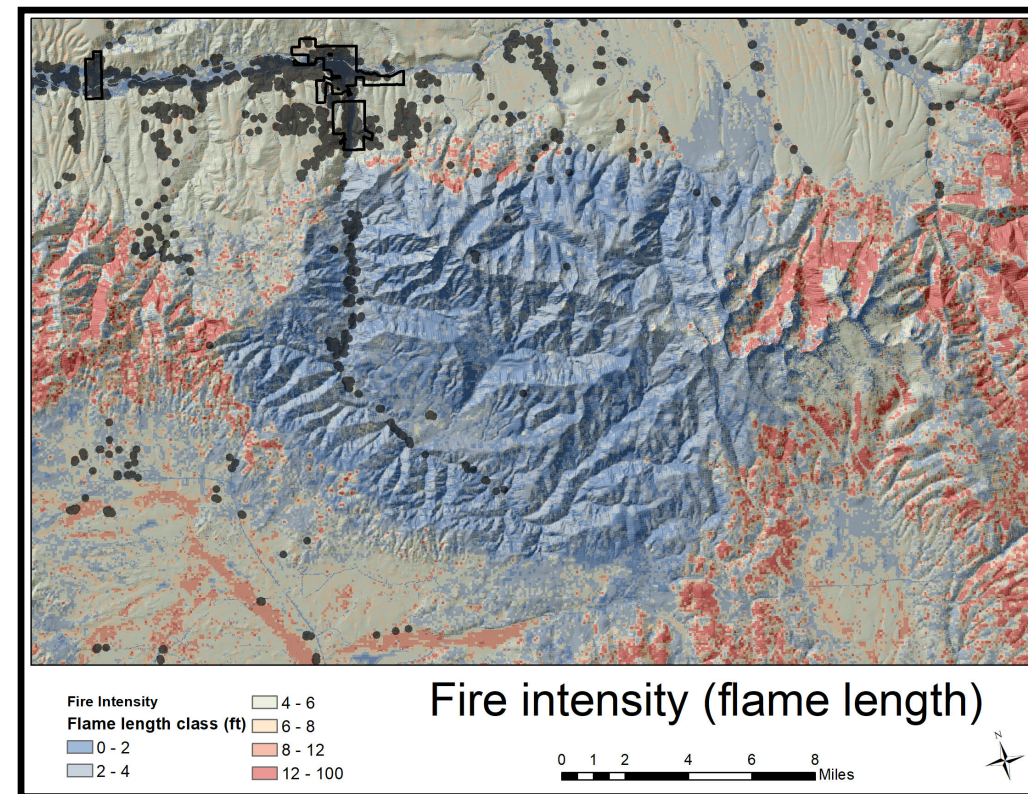 Fire intensity (flame length)
Fire Intensity
Flame length class (ft)
0 - 2
2 - 4
4 - 6
6 - 8
8 - 12
12 - 100
0 1 2 4 6 8
Miles
N